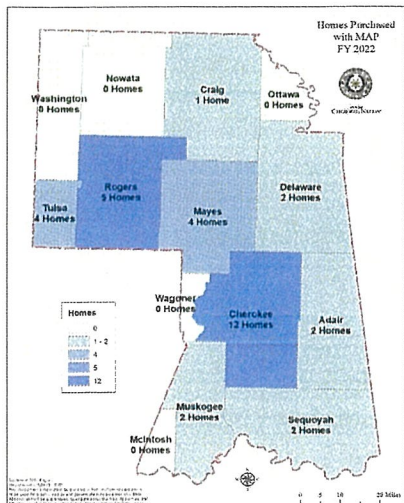 Homes Purchased
with MAP
FY 2022
CHEROKEE NATION
Nowata
0 Homes
Craig
1 Home
Ottawa
0 Homes
Washington
0 Homes
Rogers
5 Homes
Mayes
4 Homes
Delaware
2 Homes
Tulsa
4 Homes
Wagoner
0 Homes
Cherokee
12 Homes
Adair
2 Homes
Homes
0
1 - 2
4
5
12
Muskogee
2 Homes
Sequoyah
2 Homes
McIntosh
0 Homes
0 5 10 20 Miles